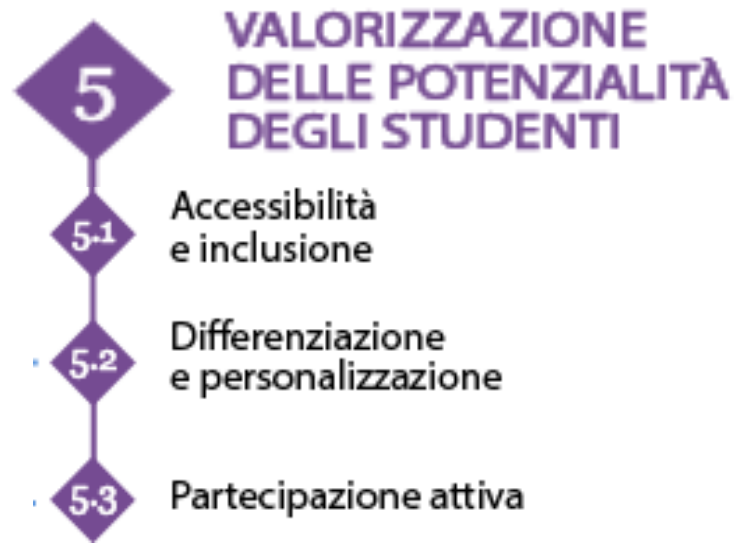 5
VALORIZZAZIONE
DELLE POTENZIALITÀ
DEGLI STUDENTI
5.1
Accessibilità
e inclusione
5.2
Differenziazione
e personalizzazione
5.3
Partecipazione attiva